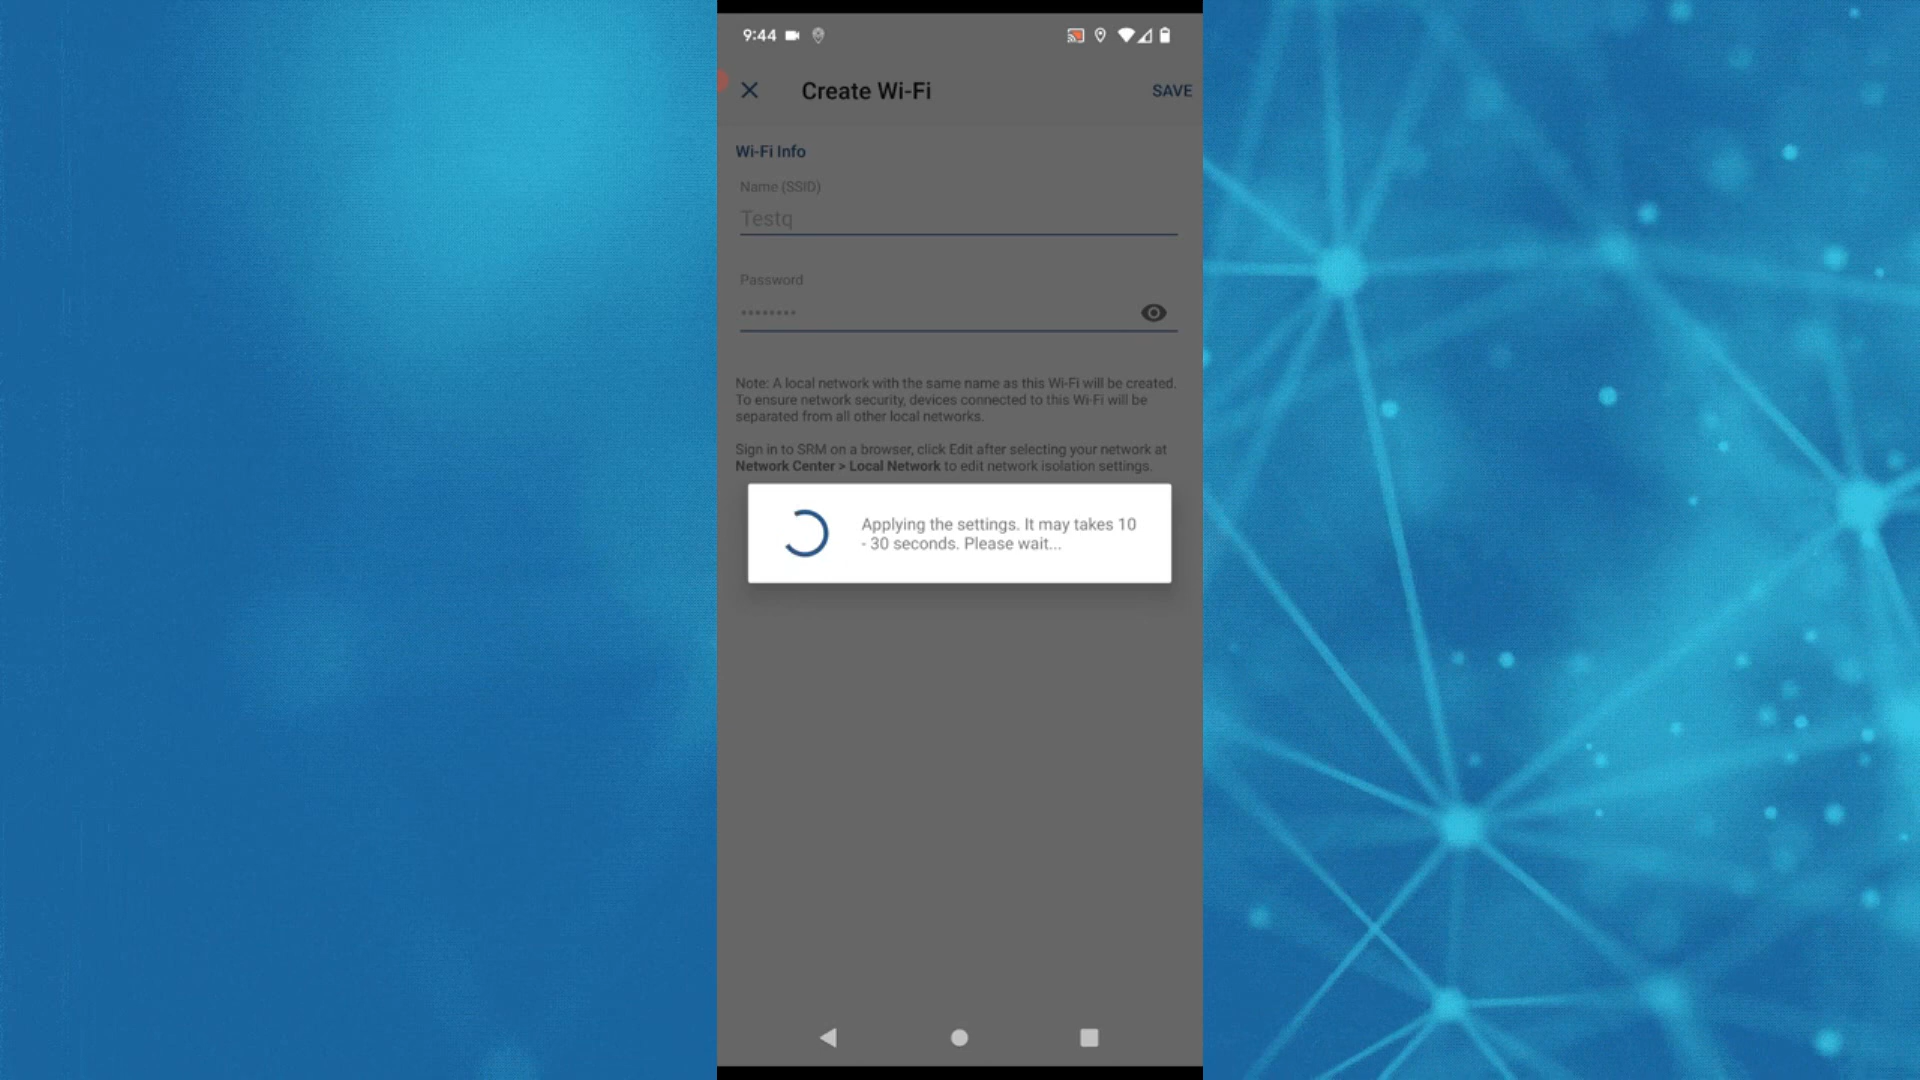 9:44
Create Wi-Fi
SAVE
Wi-Fi Info
Name (SSID)
Testq
Password
••••••••
Note: A local network with the same name as this Wi-Fi will be created.
To ensure network security, devices connected to this Wi-Fi will be
separated from all other local networks.
Sign in to SRM on a browser, click Edit after selecting your network at
Network Center > Local Network to edit network isolation settings.
Applying the settings. It may takes 10
- 30 seconds. Please wait...